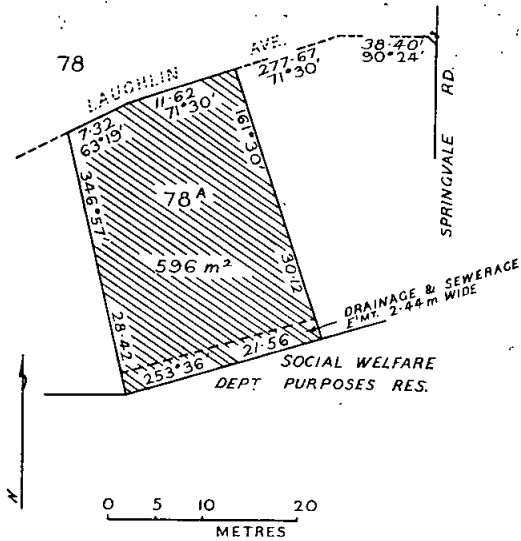 78
LAUGHLIN AVE.
7·32
63°19'
11·62
71°30'
277·67
71°30'
38·40
90°24'
SPRINGVALE RD.
346°57'
28·42
161°30'
30·12
78A
596 m²
253°36'
21·56
DRAINAGE & SEWERAGE
E'MT. 2·44m WIDE
SOCIAL WELFARE
DEPT PURPOSES RES.
N
0 5 10 20
METRES